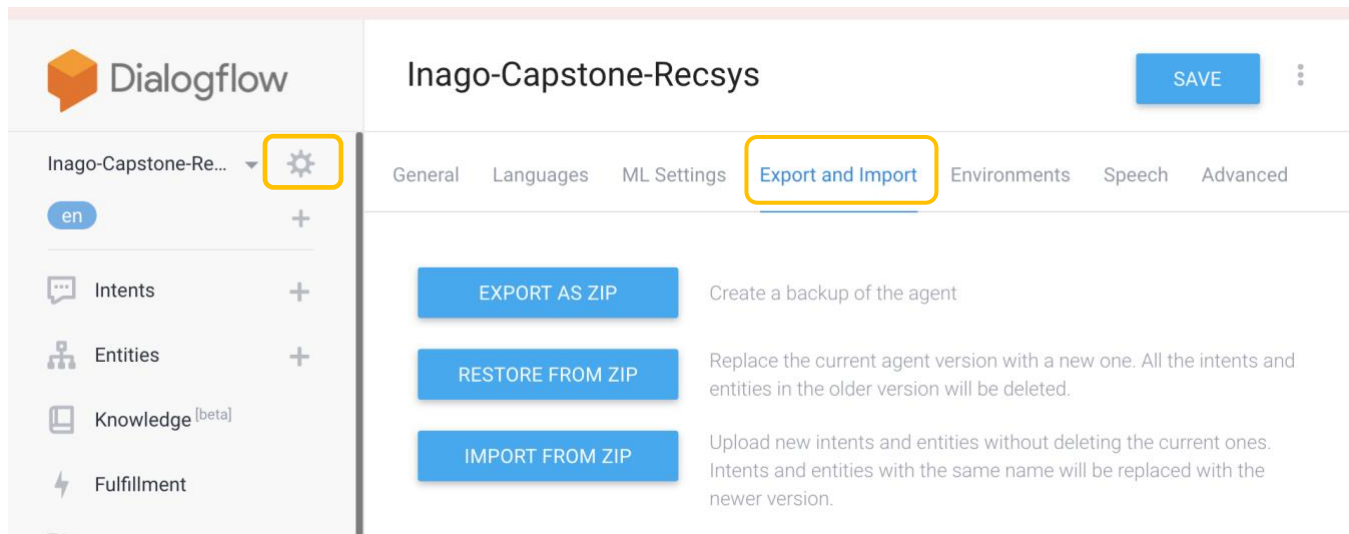 Dialogflow
Inago-Capstone-Re...
en
Intents
Entities
Knowledge [beta]
Fulfillment
Inago-Capstone-Recsys
SAVE
General Languages ML Settings Export and Import Environments Speech Advanced
EXPORT AS ZIP
Create a backup of the agent
RESTORE FROM ZIP
Replace the current agent version with a new one. All the intents and
entities in the older version will be deleted.
IMPORT FROM ZIP
Upload new intents and entities without deleting the current ones.
Intents and entities with the same name will be replaced with the
newer version.